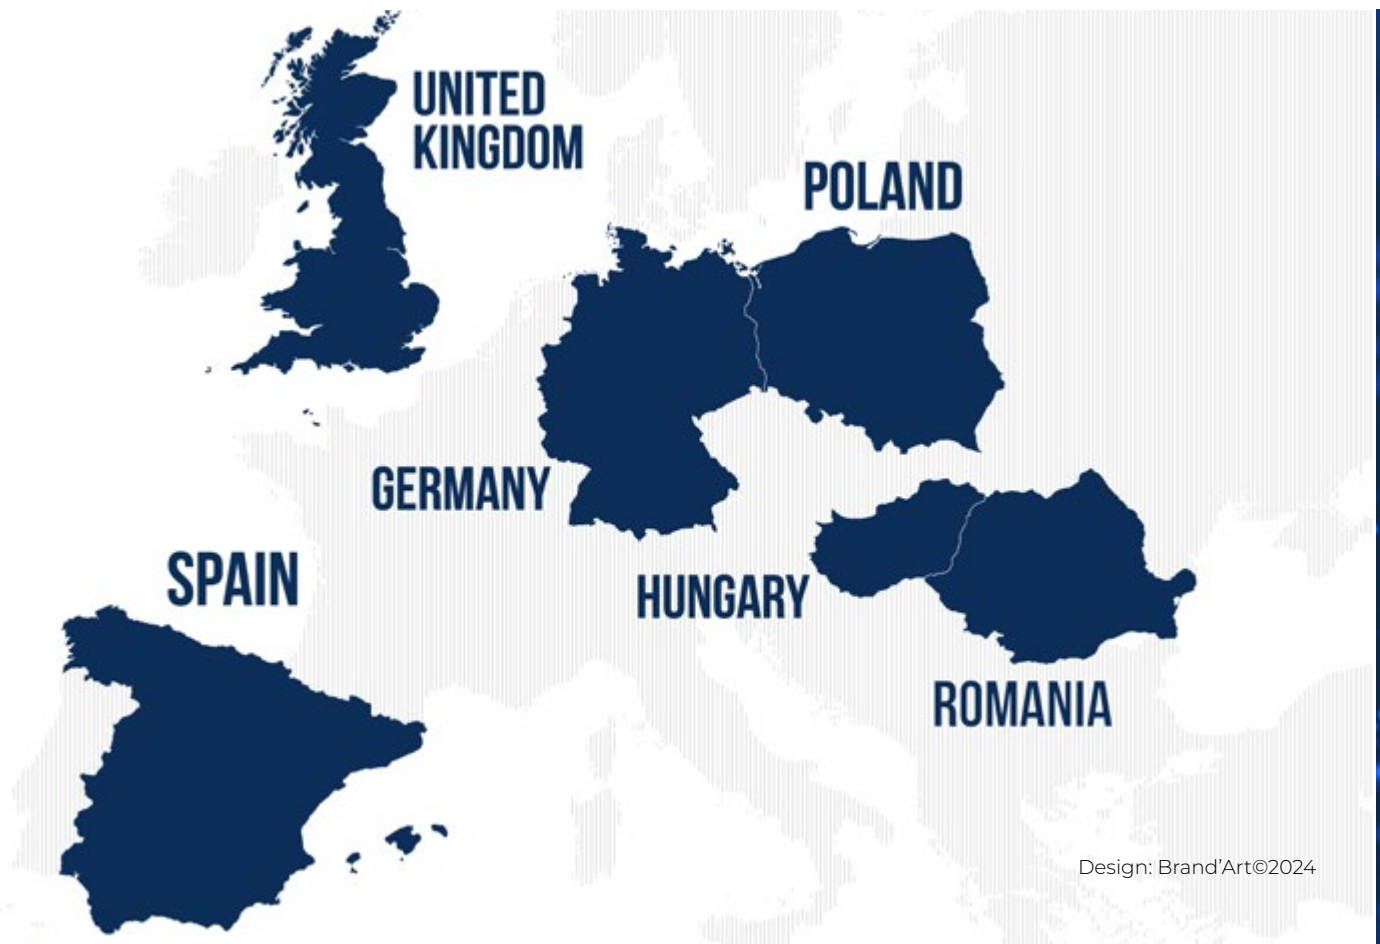 UNITED
KINGDOM
POLAND
GERMANY
SPAIN
HUNGARY
ROMANIA
Design: Brand’Art©2024